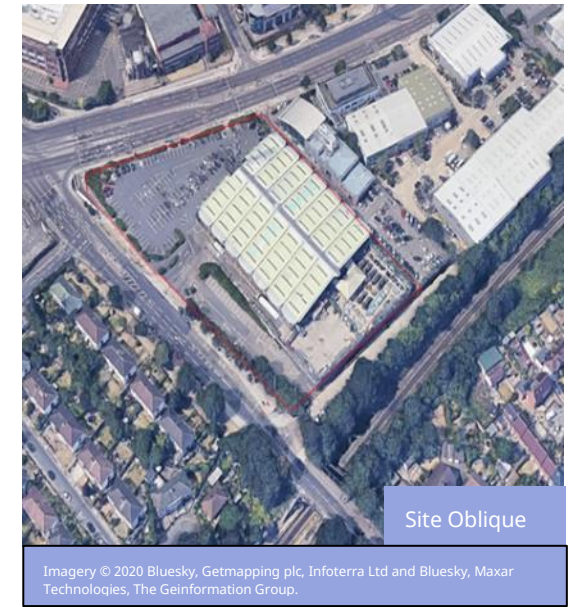 Site Oblique
Imagery © 2020 Bluesky, Getmapping plc, Infoterra Ltd and Bluesky, Maxar
Technologies, The Geinformation Group.